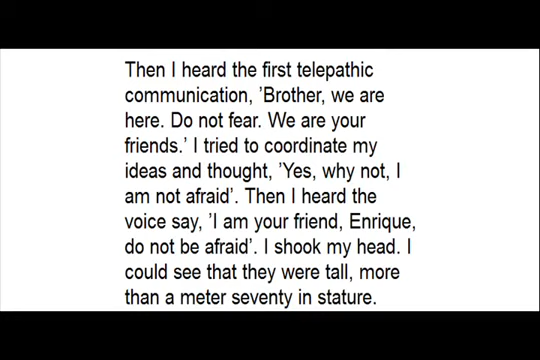 Then I heard the first telepathic
communication, ’Brother, we are
here. Do not fear. We are your
friends.’ I tried to coordinate my
ideas and thought, ’Yes, why not, I
am not afraid’. Then I heard the
voice say, ’I am your friend, Enrique,
do not be afraid’. I shook my head. I
could see that they were tall, more
than a meter seventy in stature.